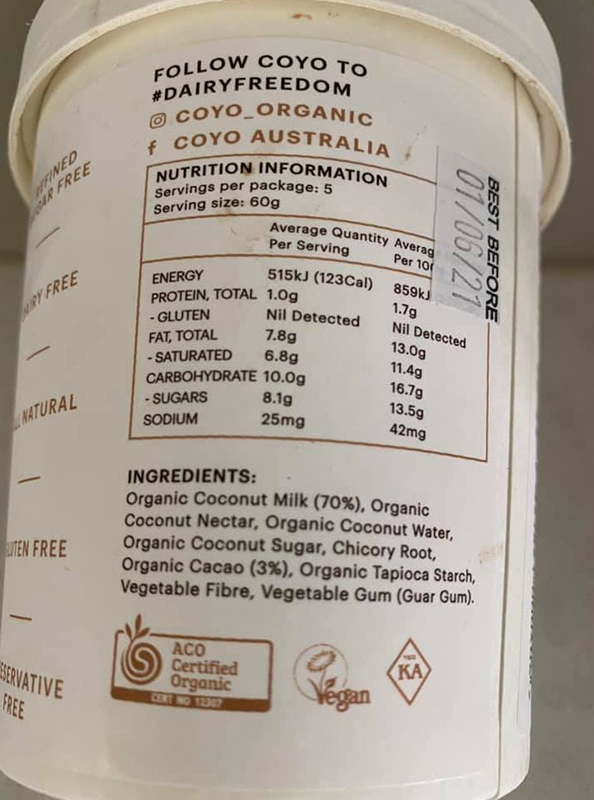 FOLLOW COYO TO
#DAIRYFREEDOM
COYO_ORGANIC
f COYO AUSTRALIA
NUTRITION INFORMATION
Servings per package: 5
Serving size: 60g
Average Quantity
Per Serving Per
ENERGY 515kJ (123Cal) 859kJ
PROTEIN, TOTAL 1.0g 1.7g
- GLUTEN Nil Detected Nil Detected
FAT, TOTAL 7.8g 13.0g
- SATURATED 6.8g 11.4g
CARBOHYDRATE 10.0g 16.7g
- SUGARS 8.1g 13.5g
SODIUM 25mg 42mg
BEST BEFORE
01/06/21
INGREDIENTS:
Organic Coconut Milk (70%), Organic
Coconut Nectar, Organic Coconut Water,
Organic Coconut Sugar, Chicory Root,
Organic Cacao (3%), Organic Tapioca Starch,
Vegetable Fibre, Vegetable Gum (Guar Gum).
ACO
Certified
Organic
CERT NO 12307
Vegan
KA
FREE
FREE
NATURAL
FREE
FREE